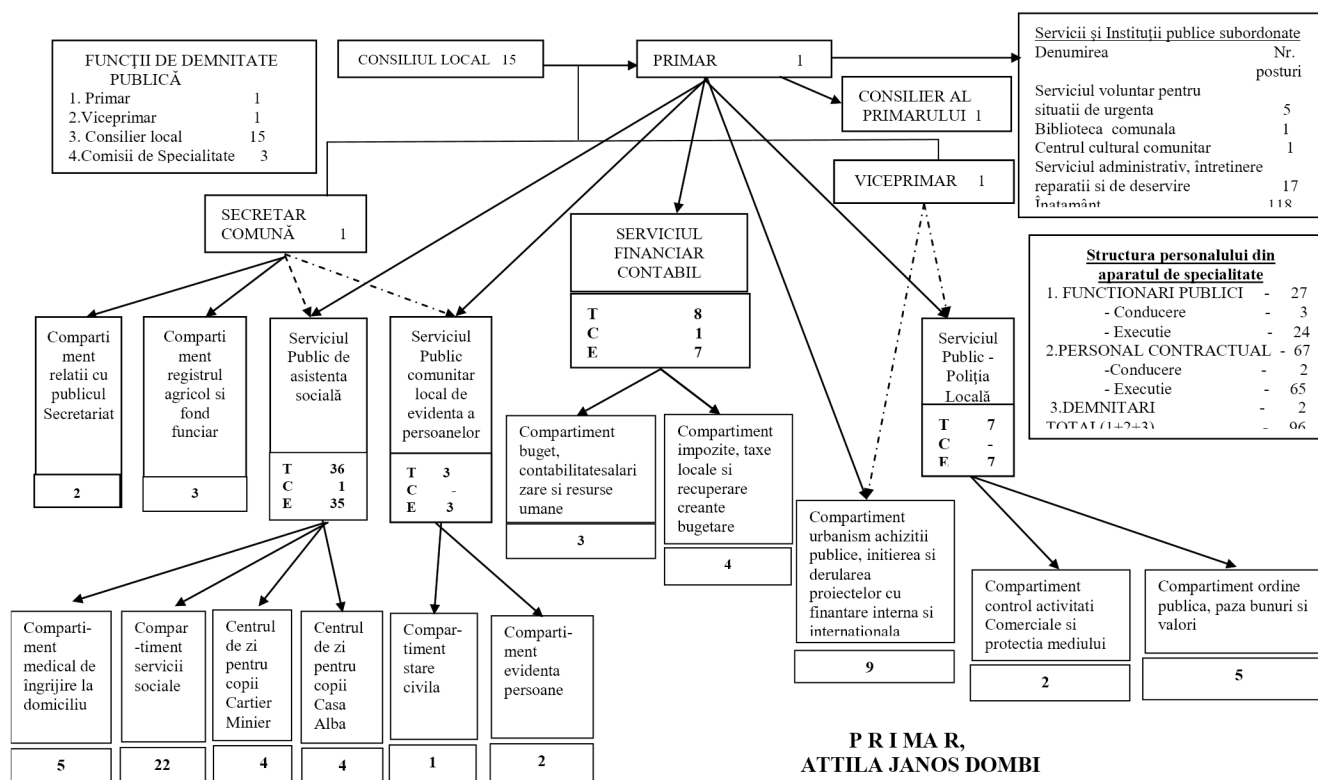 FUNCŢII DE DEMNITATE
PUBLICĂ
1. Primar 1
2.Viceprimar 1
3. Consilier local 15
4.Comisii de Specialitate 3
CONSILIUL LOCAL 15
PRIMAR 1
CONSILIER AL
PRIMARULUI 1
Servicii şi Instituţii publice subordonate
Denumirea Nr.
posturi
Serviciul voluntar pentru
situatii de urgenta 5
Biblioteca comunala 1
Centrul cultural comunitar 1
Serviciul administrativ, întretinere
reparatii si de deservire 17
Înatamânt 118
VICEPRIMAR 1
SECRETAR
COMUNĂ 1
SERVICIUL
FINANCIAR
CONTABIL
T 8
C 1
E 7
Structura personalului din
aparatul de specialitate
1. FUNCTIONARI PUBLICI - 27
- Conducere - 3
- Executie - 24
2.PERSONAL CONTRACTUAL - 67
-Conducere - 2
- Executie - 65
3.DEMNITARI - 2
TOTAL(1+2+3) - 96
Comparti
ment
relatii cu
publicul
Secretariat
2
Comparti
ment
registrul
agricol si
fond
funciar
3
Serviciul
Public de
asistenta
socială
T 36
C 1
E 35
Serviciul
Public
comunitar
local de
evidenta a
persoanelor
T 3
C -
E 3
Compartiment
buget,
contabilitatesalari
zare si resurse
umane
3
Compartiment
impozite, taxe
locale si
recuperare
creante
bugetare
4
Serviciul
Public -
Poliţia
Locală
T 7
C -
E 7
Compartiment
urbanism achizitii
publice, initierea si
derularea
proiectelor cu
finantare interna si
internationala
9
Compartiment
control activitati
Comerciale si
protectia mediului
2
Compartiment ordine
publica, paza bunuri si
valori
5
Comparti-
ment
medical de
îngrijire la
domiciliu
5
Compar
-timent
servicii
sociale
22
Centrul
de zi
pentru
copii
Cartier
Minier
4
Centrul
de zi
pentru
copii
Casa
Alba
4
Compar-
timent
stare
civila
1
Comparti-
ment
evidenta
persoane
2
P R I MA R,
ATTILA JANOS DOMBI